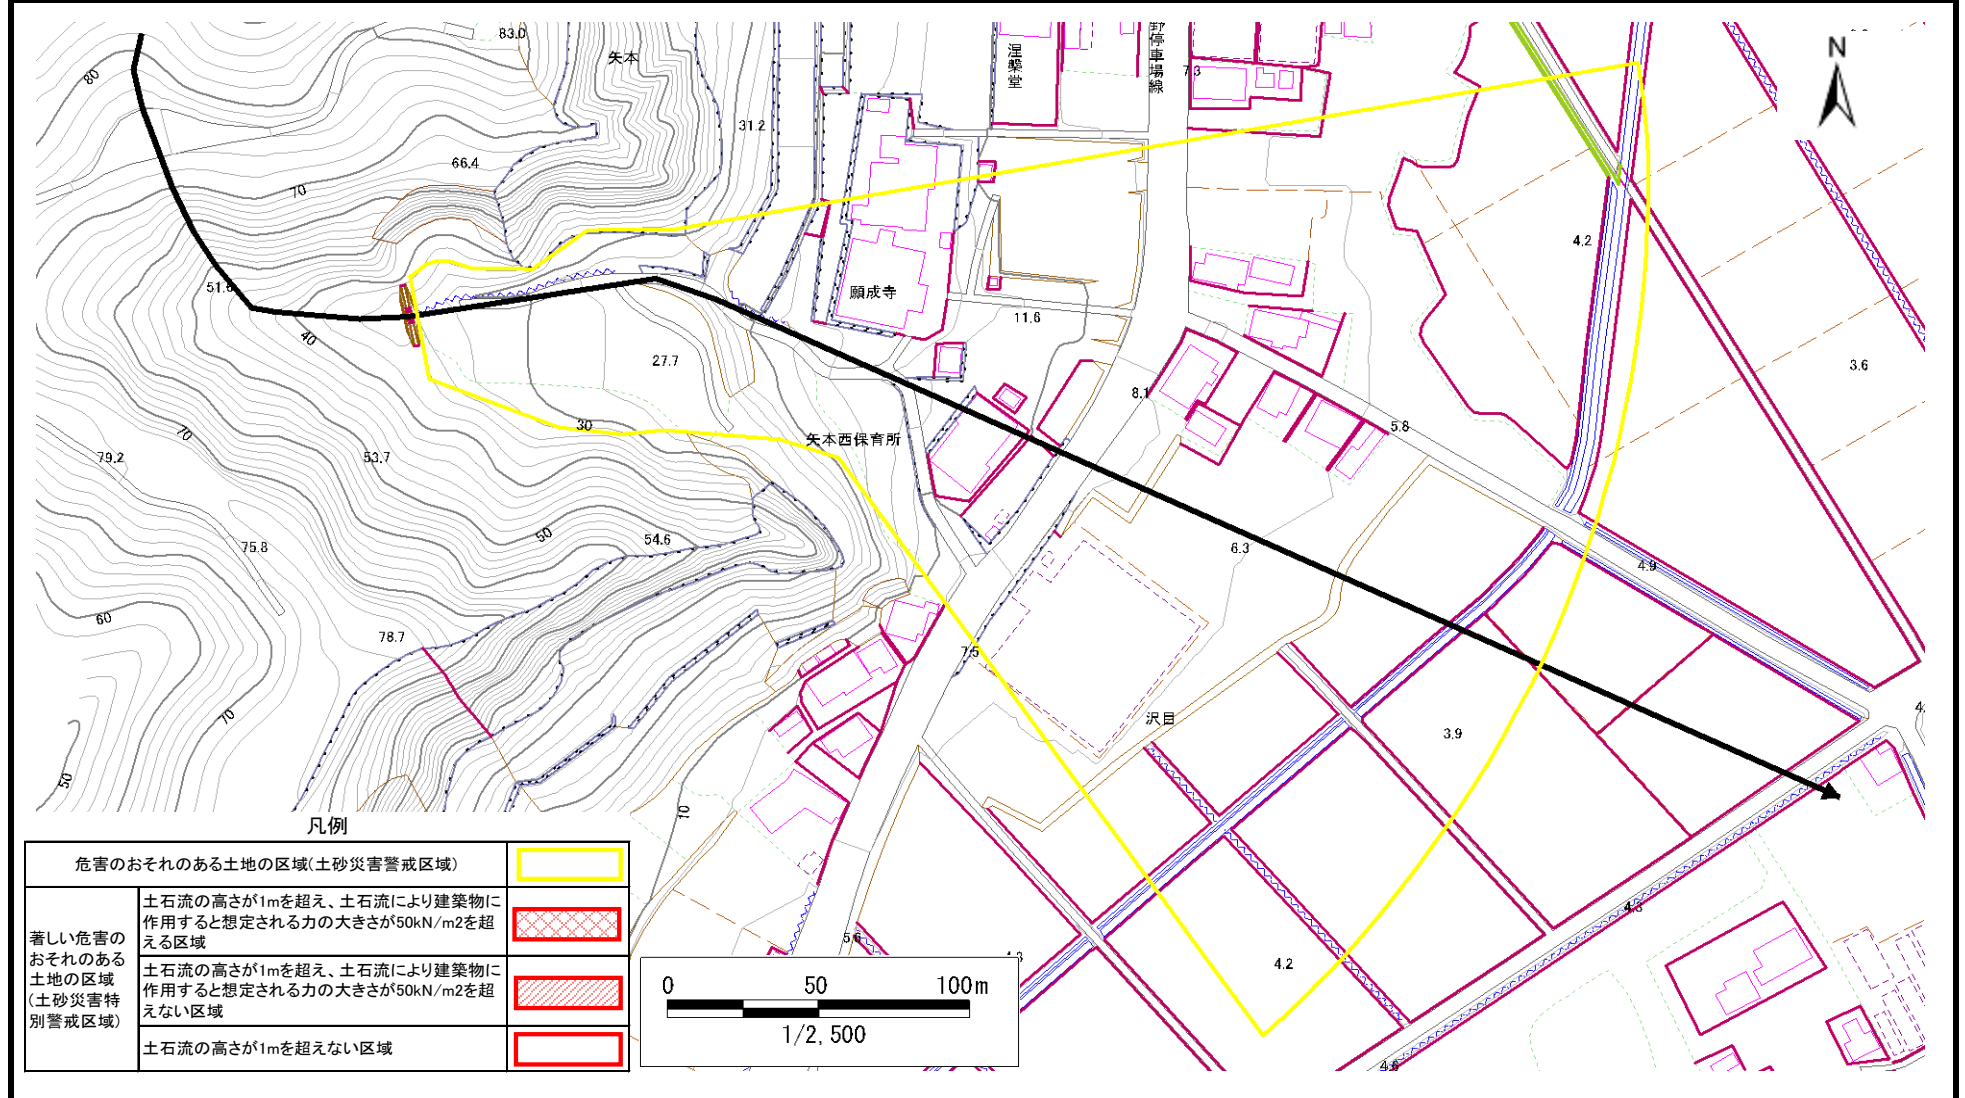 83.0
矢本
涅槃堂
野停車場線
7.3
N
80
31.2
66.4
70
4.2
51.6
願成寺
11.6
40
27.7
3.6
8.1
30
5.8
矢本西保育所
70
79.2
53.7
50
54.6
75.8
6.3
4.9
60
78.7
7.5
沢目
70
3.9
50
10
4.3
5.6
4.2
4.6
凡例
危害のおそれのある土地の区域(土砂災害警戒区域)
著しい危害の
おそれのある
土地の区域
(土砂災害特
別警戒区域)
土石流の高さが1mを超え、土石流により建築物に
作用すると想定される力の大きさが50kN/m2を超
える区域
土石流の高さが1mを超え、土石流により建築物に
作用すると想定される力の大きさが50kN/m2を超
えない区域
土石流の高さが1mを超えない区域
0 50 100m
1/2,500